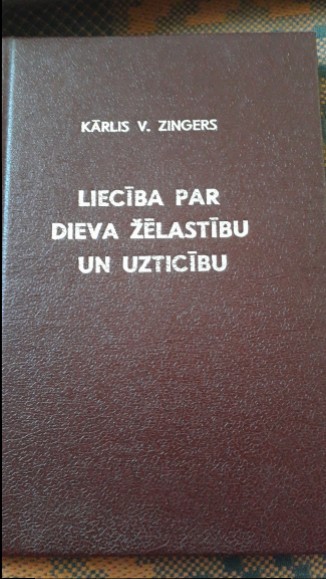 KĀRLIS V. ZINGERS
LIECĪBA PAR
DIEVA ŽĒLASTĪBU
UN UZTICĪBU